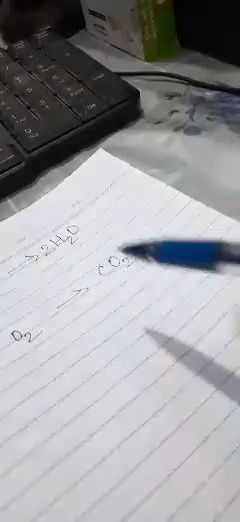 → 2H₂O
O₂ → CO₂